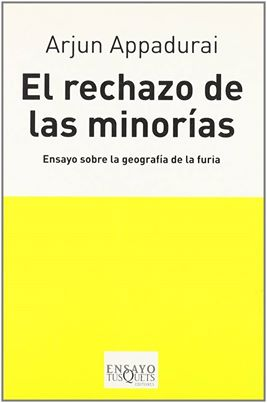 Arjun Appadurai
El rechazo de
las minorías
Ensayo sobre la geografía de la furia
ENSAYO
TUSQUETS
EDITORES